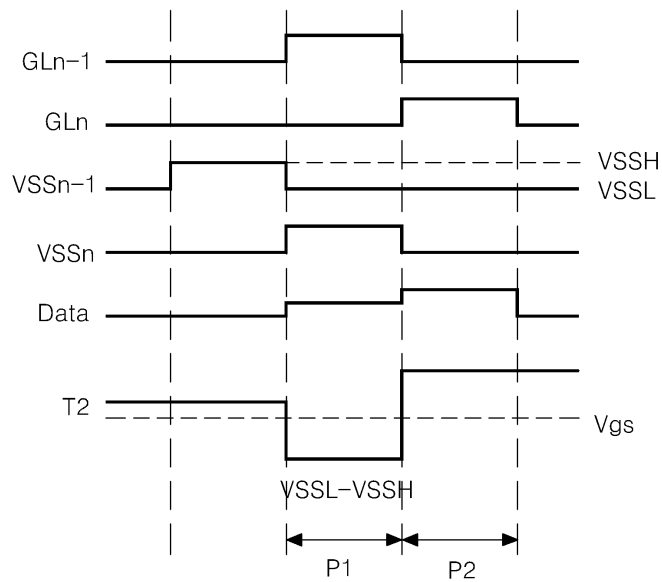 GLn-1
GLn
VSSH
VSSn-1
VSSL
VSSn
Data
T2
Vgs
VSSL-VSSH
P1
P2